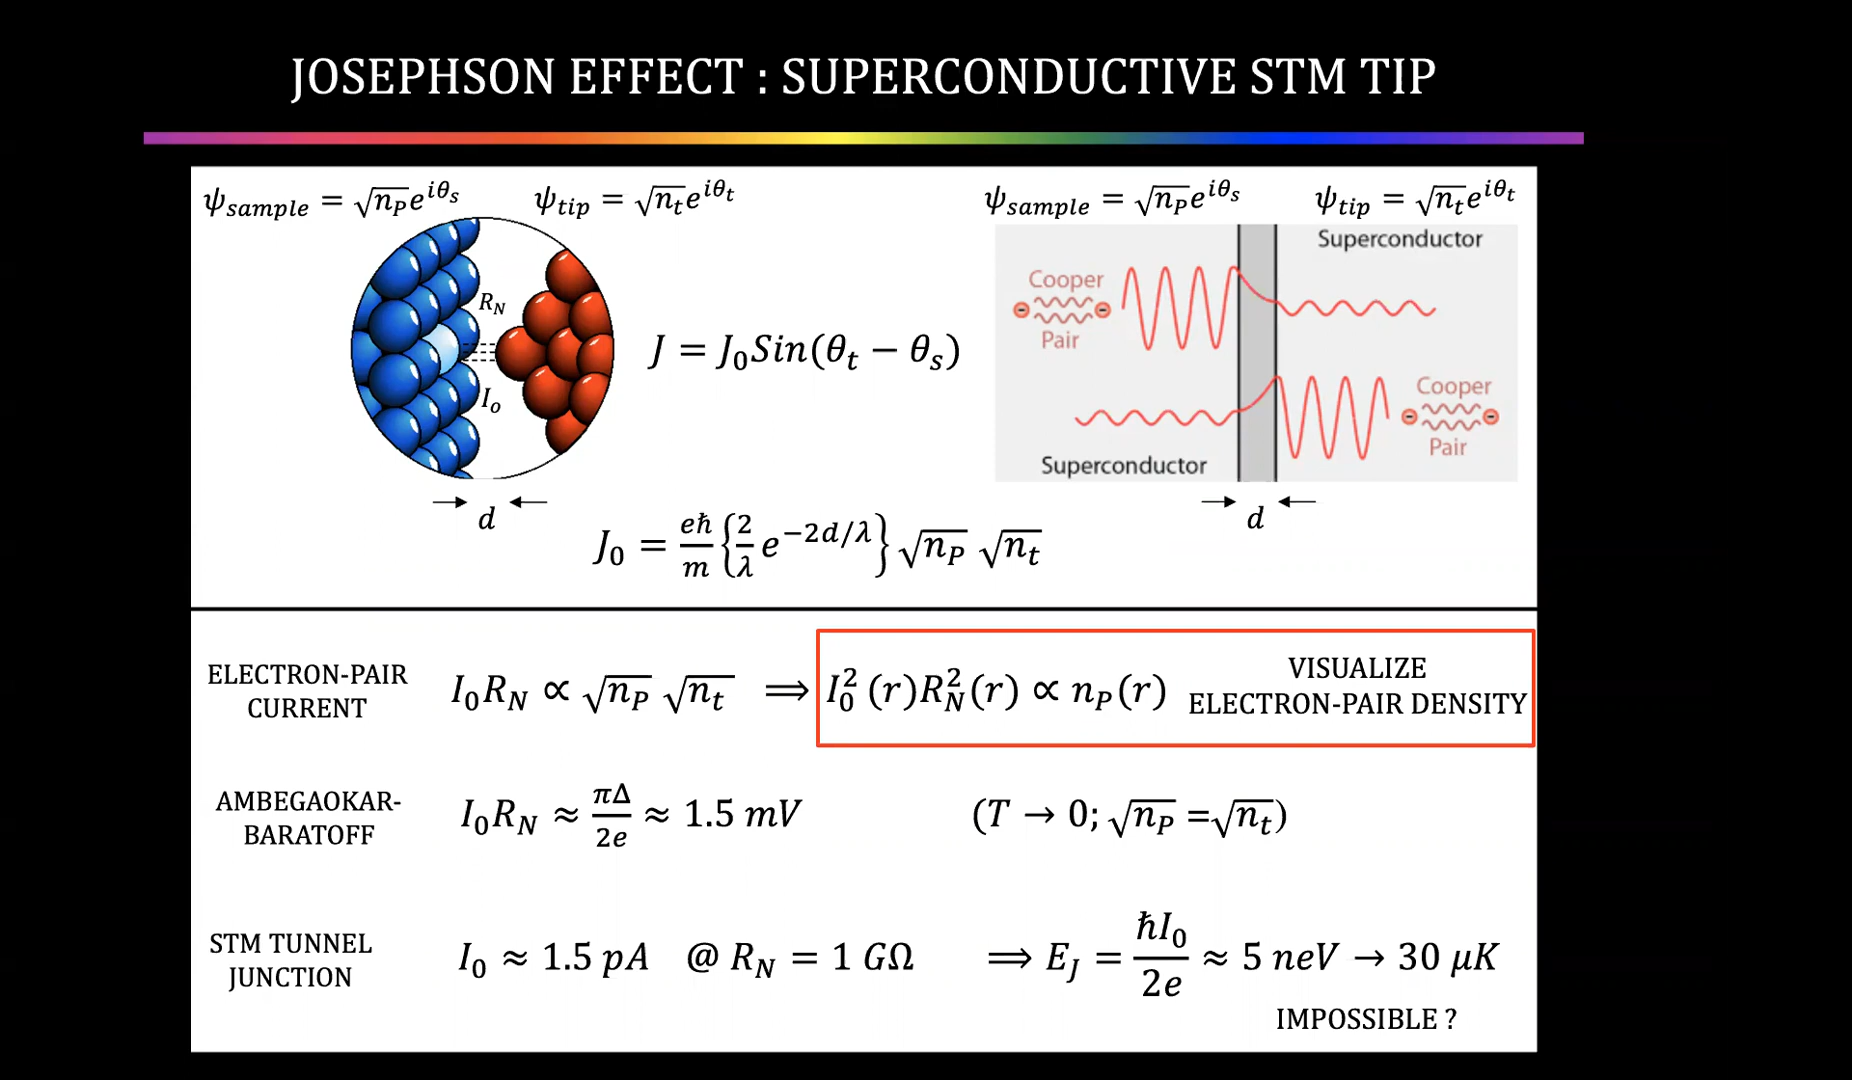 JOSEPHSON EFFECT : SUPERCONDUCTIVE STM TIP
ψ_sample = √n_P e^{iθ_s}
ψ_tip = √n_t e^{iθ_t}
ψ_sample = √n_P e^{iθ_s}
ψ_tip = √n_t e^{iθ_t}
R_N
I_o
d
J = J_0 Sin(θ_t − θ_s)
Superconductor
Cooper
Pair
Cooper
Pair
Superconductor
d
J_0 = eℏ/m {2/λ e^{−2d/λ}} √n_P √n_t
ELECTRON-PAIR
CURRENT
I_0 R_N ∝ √n_P √n_t ⟹ I_0^2 (r)R_N^2(r) ∝ n_P(r)
VISUALIZE
ELECTRON-PAIR DENSITY
AMBEGAOKAR-
BARATOFF
I_0 R_N ≈ πΔ/2e ≈ 1.5 mV
(T → 0; √n_P =√n_t)
STM TUNNEL
JUNCTION
I_0 ≈ 1.5 pA @ R_N = 1 GΩ ⟹ E_J = ℏI_0/2e ≈ 5 neV → 30 μK
IMPOSSIBLE ?